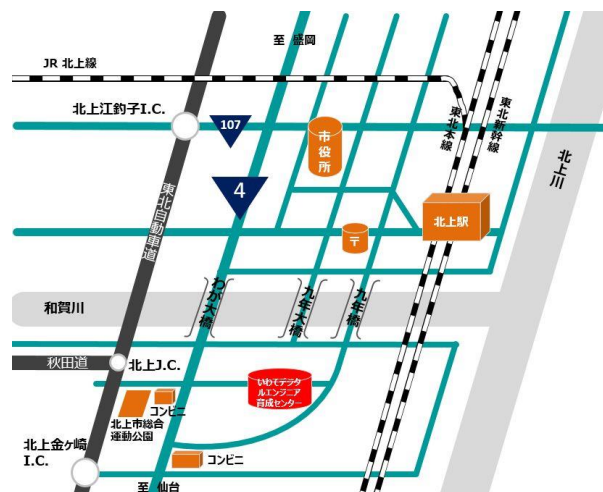 至 盛岡
JR 北上線
北上江釣子I.C.
107
市役所
東北本線
東北新幹線
北上川
4
東北自動車道
〒
北上駅
わが大橋
九年大橋
九年橋
和賀川
秋田道
北上J.C.
いわてデジタ
ルエンジニア
育成センター
コンビニ
北上市総合
運動公園
北上金ヶ崎
I.C.
コンビニ
至 仙台